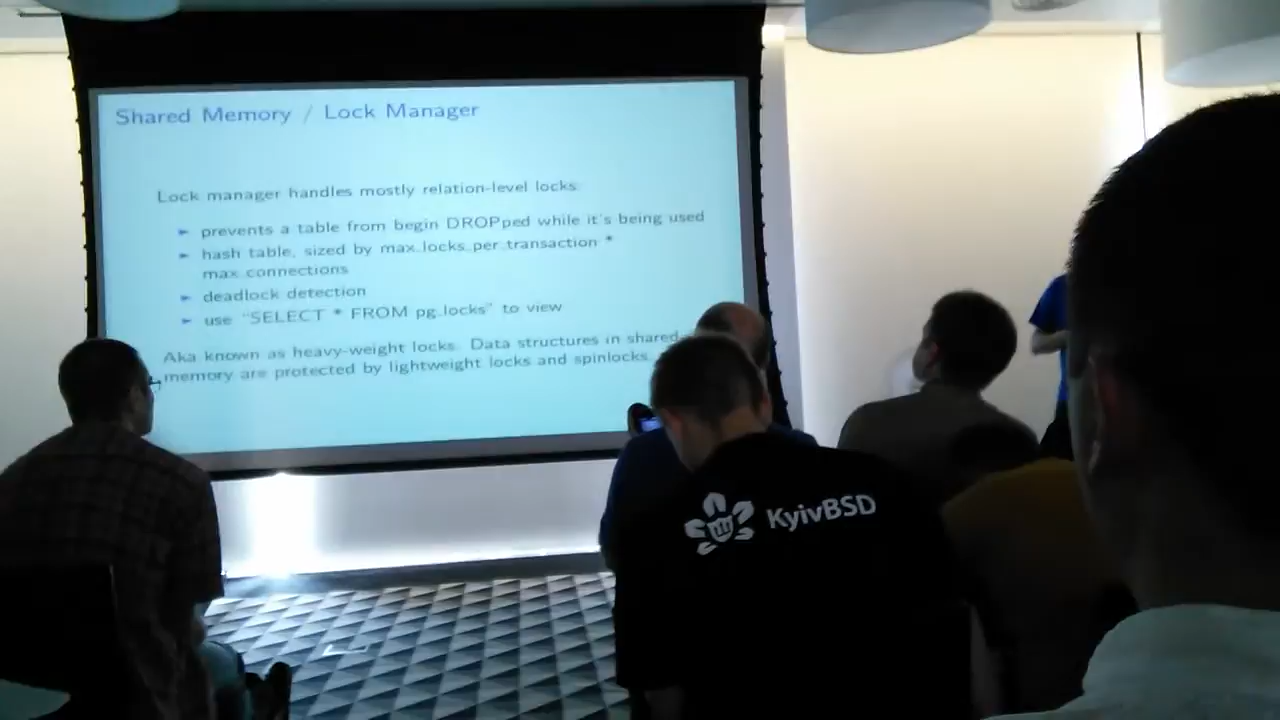 Shared Memory / Lock Manager
Lock manager handles mostly relation-level locks:
► prevents a table from begin DROPped while it's being used
► hash table, sized by max_locks_per_transaction *
max_connections
► deadlock detection
► use "SELECT * FROM pg_locks" to view
Aka known as heavy-weight locks. Data structures in shared
memory are protected by lightweight locks and spinlocks.
KyivBSD